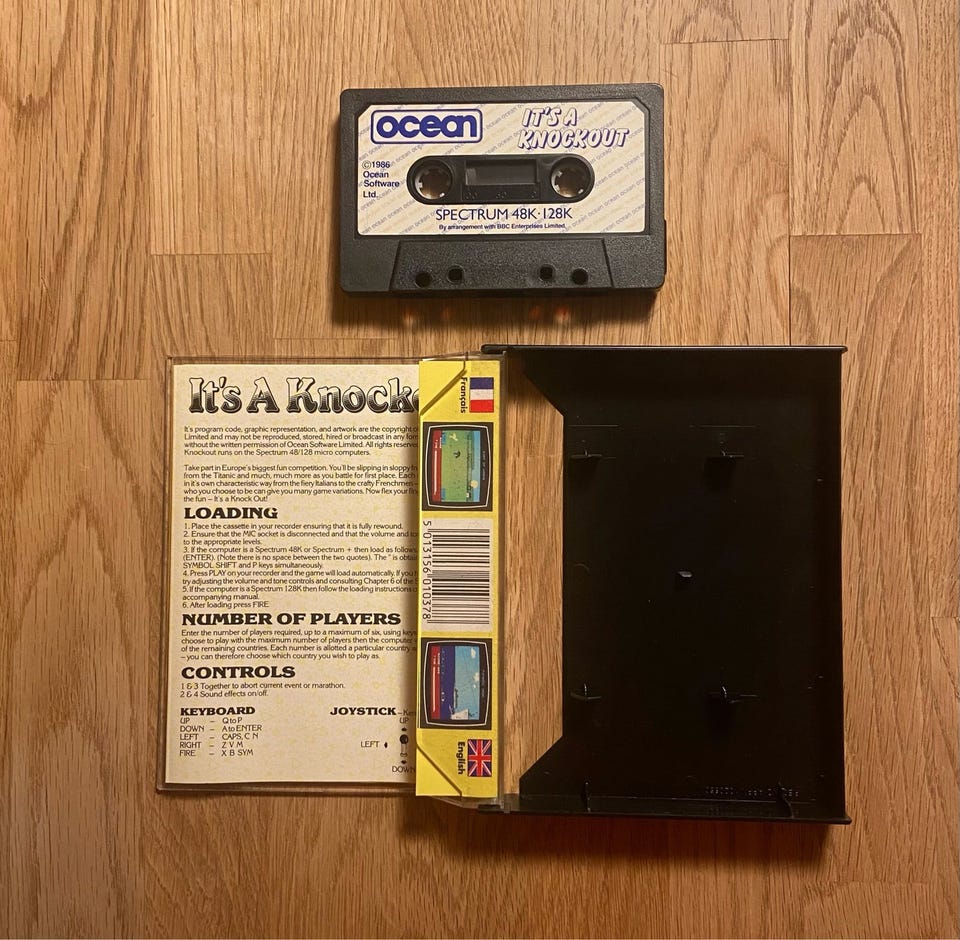 ocean
IT'S A
KNOCKOUT
©1986
Ocean
Software
Ltd.
SPECTRUM 48K·128K
By arrangement with BBC Enterprises Limited.
It's A Knocko
It's program code, graphic representation, and artwork are the copyright of
Limited and may not be reproduced, stored, hired or broadcast in any form
without the written permission of Ocean Software Limited. All rights reserve
Knockout runs on the Spectrum 48/128 micro computers.
Take part in Europe's biggest fun competition. You'll be slipping in sloppy
from the Titanic and much, much more as you battle for first place. Each
in it's own characteristic way from the fiery Italians to the crafty Frenchmen –
who you choose to be can give you many game variations. Now flex your
the fun – It's a Knock Out!
LOADING
1. Place the cassette in your recorder ensuring that it is fully rewound.
2. Ensure that the MIC socket is disconnected and that the volume and
to the appropriate levels.
3. If the computer is a Spectrum 48K or Spectrum + then load as follows
(ENTER). (Note there is no space between the two quotes). The " is
SYMBOL SHIFT and P keys simultaneously.
4. Press PLAY on your recorder and the game will load automatically. If you
try adjusting the volume and tone controls and consulting Chapter 6 of the
5. If the computer is a Spectrum 128K then follow the loading instructions
accompanying manual.
6. After loading press FIRE
NUMBER OF PLAYERS
Enter the number of players required, up to a maximum of six, using keys
choose to play with the maximum number of players then the computer
of the remaining countries. Each number is allotted a particular country
– you can therefore choose which country you wish to play as.
CONTROLS
1 & 3 Together to abort current event or marathon.
2 & 4 Sound effects on/off.
KEYBOARD
UP – Q to P
DOWN – A to ENTER
LEFT – CAPS, C N
RIGHT – Z V M
FIRE – X B SYM
JOYSTICK –
UP
LEFT
DOWN
Français
5 013156 010378
English